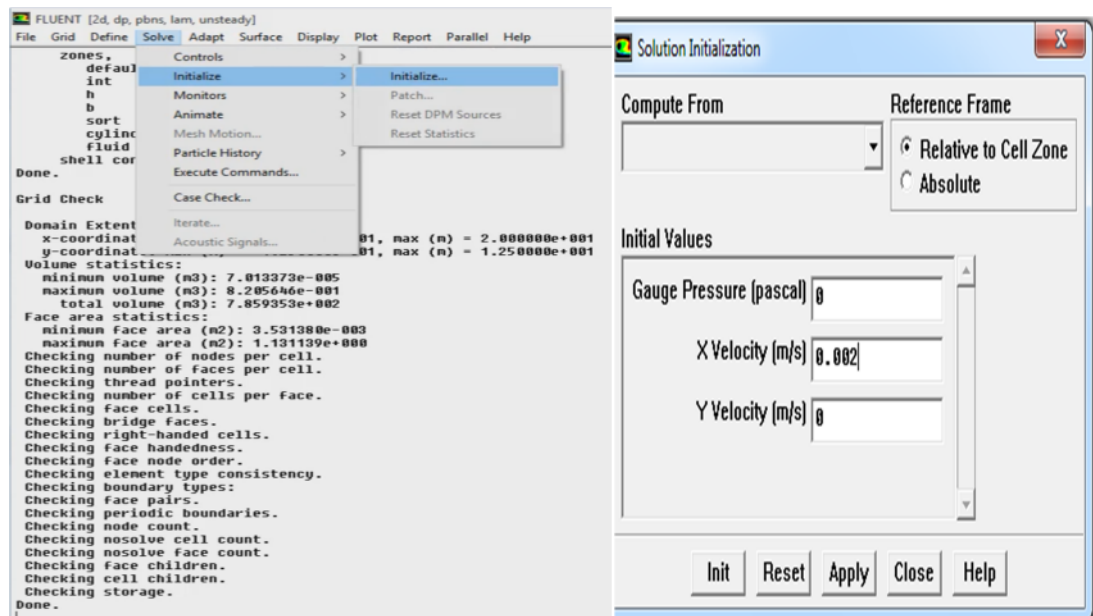 FLUENT [2d, dp, pbns, lam, unsteady]
File Grid Define Solve Adapt Surface Display Plot Report Parallel Help
zones,
defaul
int
h
b
sort
cylinc
fluid
shell cor
Done.
Controls >
Initialize >
Monitors >
Animate >
Mesh Motion...
Particle History >
Execute Commands...
Case Check...
Iterate...
Acoustic Signals...
Initialize...
Patch...
Reset DPM Sources
Reset Statistics
Grid Check
Domain Extent
x-coordinat 01, max (m) = 2.000000e+001
y-coordinat 001, max (m) = 1.250000e+001
Volume statistics:
minimum volume (m3): 7.013373e-005
maximum volume (m3): 8.205646e-001
total volume (m3): 7.859353e+002
Face area statistics:
minimum face area (m2): 3.531380e-003
maximum face area (m2): 1.131139e+000
Checking number of nodes per cell.
Checking number of faces per cell.
Checking thread pointers.
Checking number of cells per face.
Checking face cells.
Checking bridge faces.
Checking right-handed cells.
Checking face handedness.
Checking face node order.
Checking element type consistency.
Checking boundary types:
Checking face pairs.
Checking periodic boundaries.
Checking node count.
Checking nosolve cell count.
Checking nosolve face count.
Checking face children.
Checking cell children.
Checking storage.
Done.
Solution Initialization
X
Compute From
Reference Frame
Relative to Cell Zone
Absolute
Initial Values
Gauge Pressure (pascal) 0
X Velocity (m/s) 0.002
Y Velocity (m/s) 0
Init Reset Apply Close Help